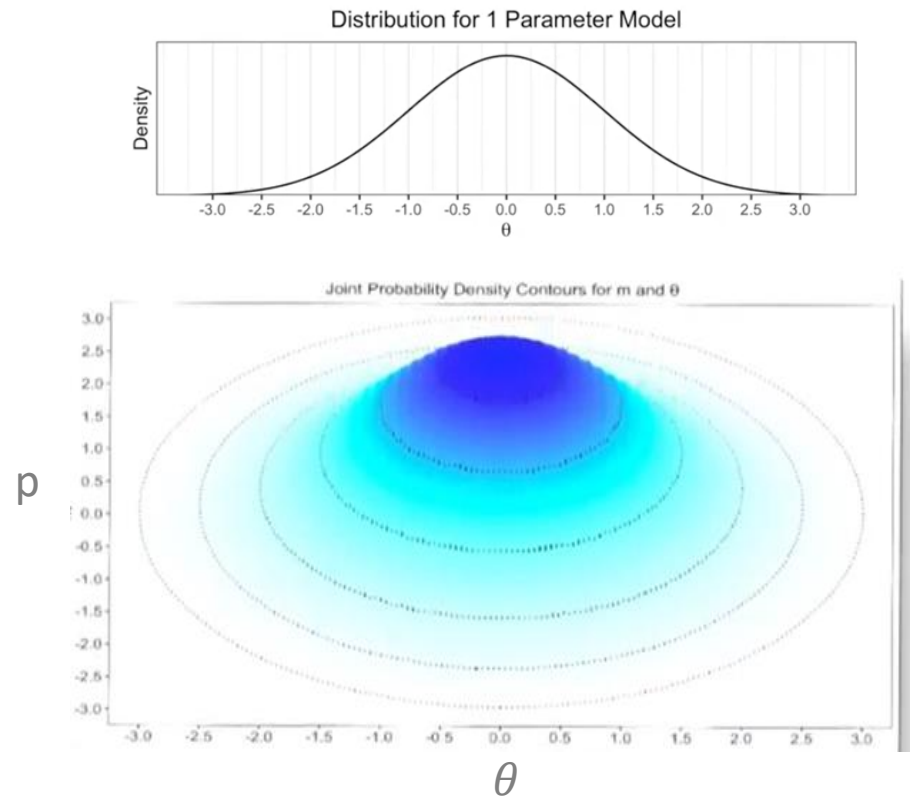 Distribution for 1 Parameter Model
Density
-3.0 -2.5 -2.0 -1.5 -1.0 -0.5 0.0 0.5 1.0 1.5 2.0 2.5 3.0
θ
Joint Probability Density Contours for m and θ
3.0
2.5
2.0
1.5
1.0
p
0.5
0.0
-0.5
-1.0
-1.5
-2.0
-2.5
-3.0
-3.0 -2.5 -2.0 -1.5 -1.0 -0.5 0.0 0.5 1.0 1.5 2.0 2.5 3.0
θ